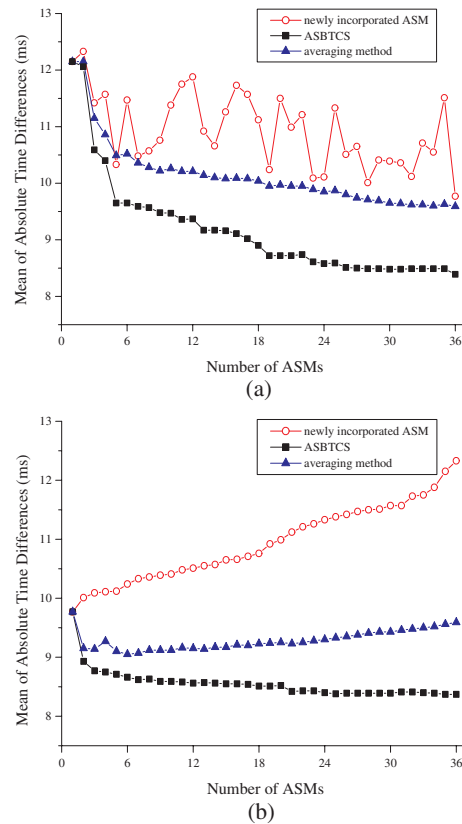 newly incorporated ASM
ASBTCS
averaging method
Mean of Absolute Time Differences (ms)
13
12
11
10
9
8
0 6 12 18 24 30 36
Number of ASMs
(a)
newly incorporated ASM
ASBTCS
averaging method
Mean of Absolute Time Differences (ms)
13
12
11
10
9
8
0 6 12 18 24 30 36
Number of ASMs
(b)